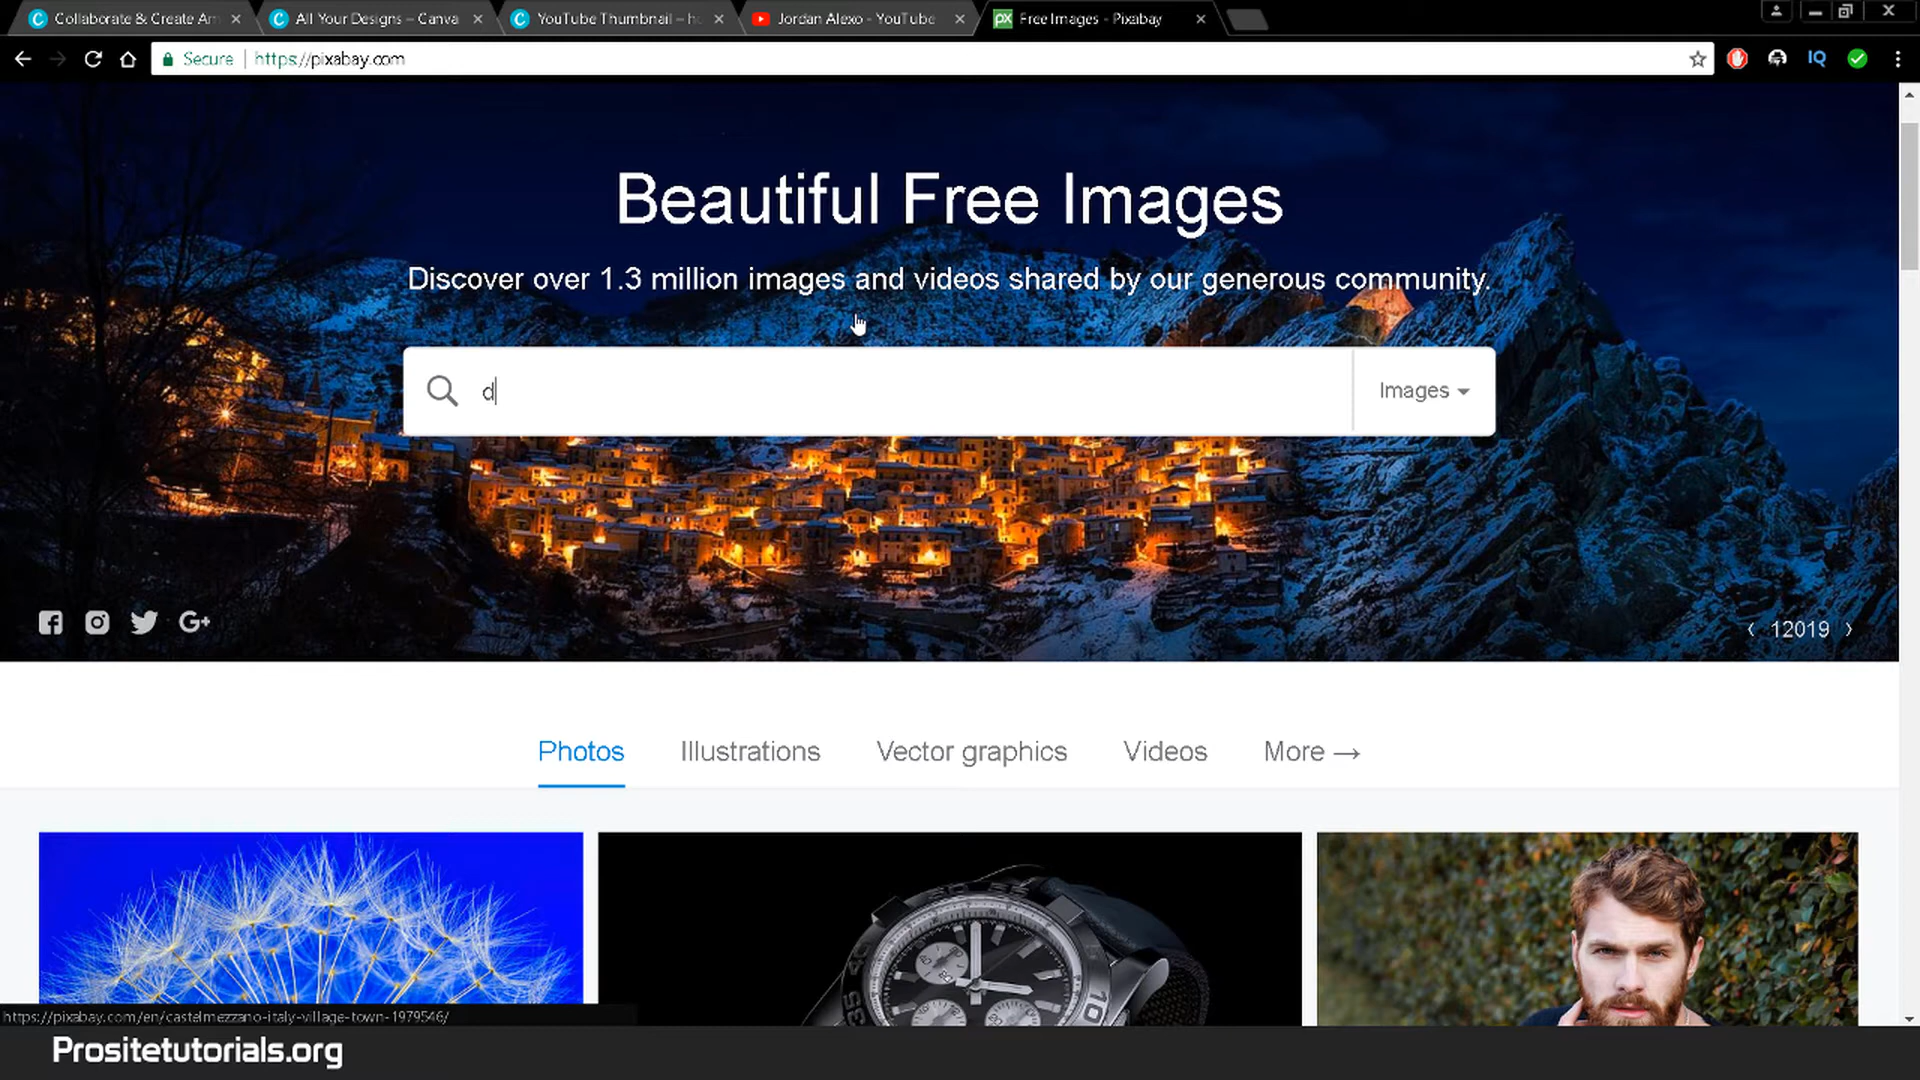 Collaborate & Create Am
All Your Designs – Canva
YouTube Thumbnail – h
Jordan Alexo - YouTube
Free Images - Pixabay
Secure
https://pixabay.com
IQ
Beautiful Free Images
Discover over 1.3 million images and videos shared by our generous community.
d
Images
12019
Photos
Illustrations
Vector graphics
Videos
More →
https://pixabay.com/en/castelmezzano-italy-village-town-1979546/
Prositetutorials.org